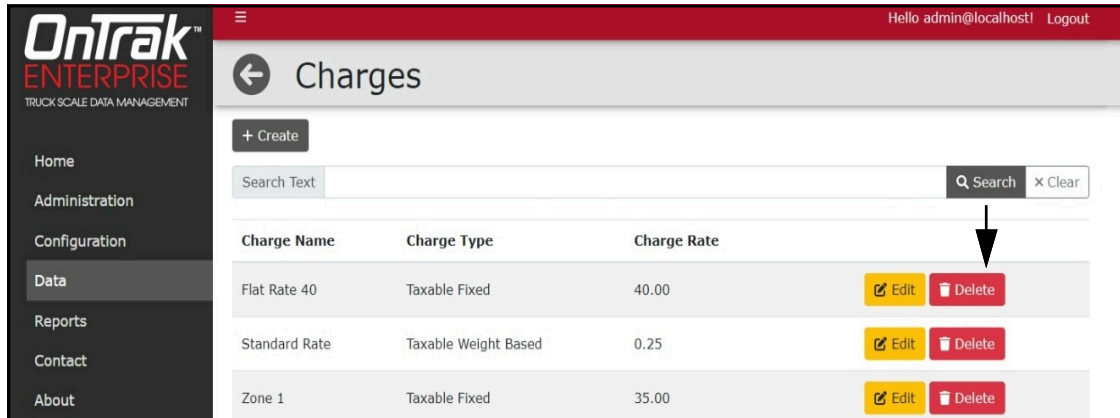 OnTrak™
ENTERPRISE
TRUCK SCALE DATA MANAGEMENT
Hello admin@localhost! Logout
Charges
+ Create
Search Text Search × Clear
Home
Administration
Configuration
Data
Reports
Contact
About
Charge Name Charge Type Charge Rate
Flat Rate 40 Taxable Fixed 40.00 Edit Delete
Standard Rate Taxable Weight Based 0.25 Edit Delete
Zone 1 Taxable Fixed 35.00 Edit Delete